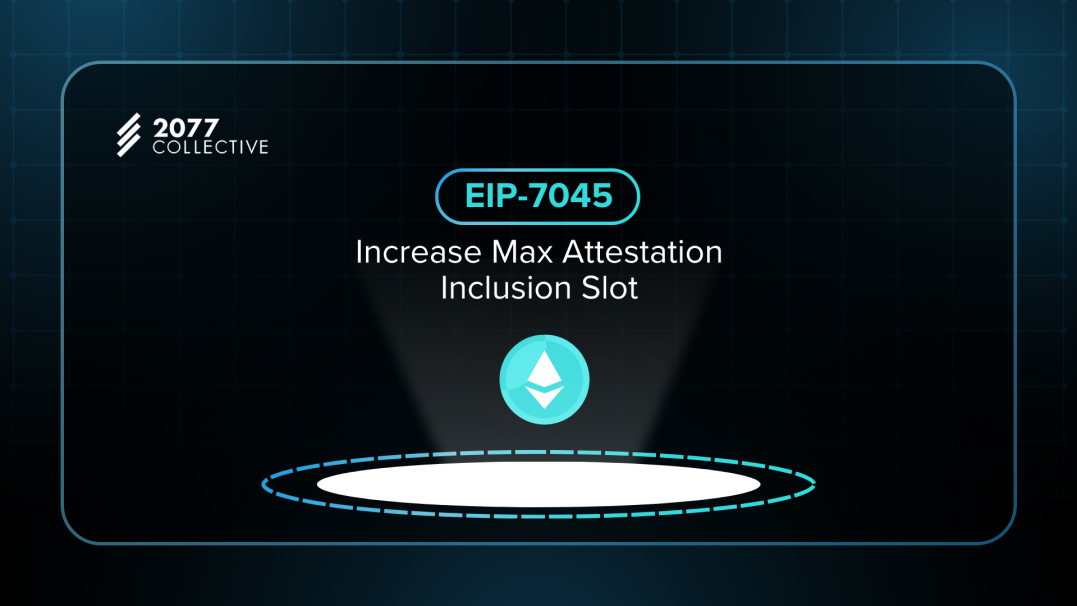 2077
COLLECTIVE
EIP-7045
Increase Max Attestation
Inclusion Slot